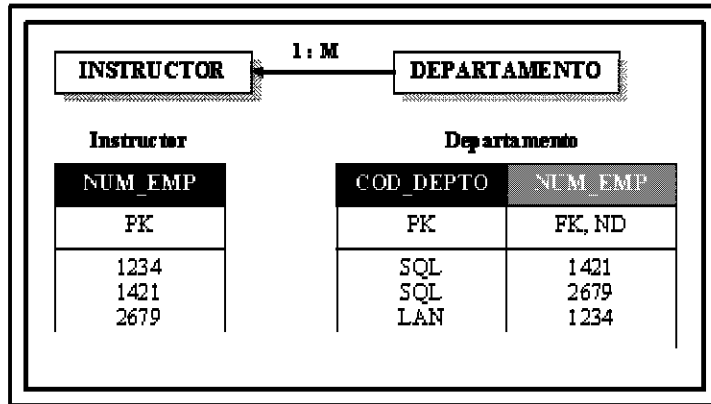 1 : M
INSTRUCTOR DEPARTAMENTO
Instructor Departamento
NUM_EMP COD_DEPTO NUM_EMP
PK PK FK, ND
1234 SQL 1421
1421 SQL 2679
2679 LAN 1234